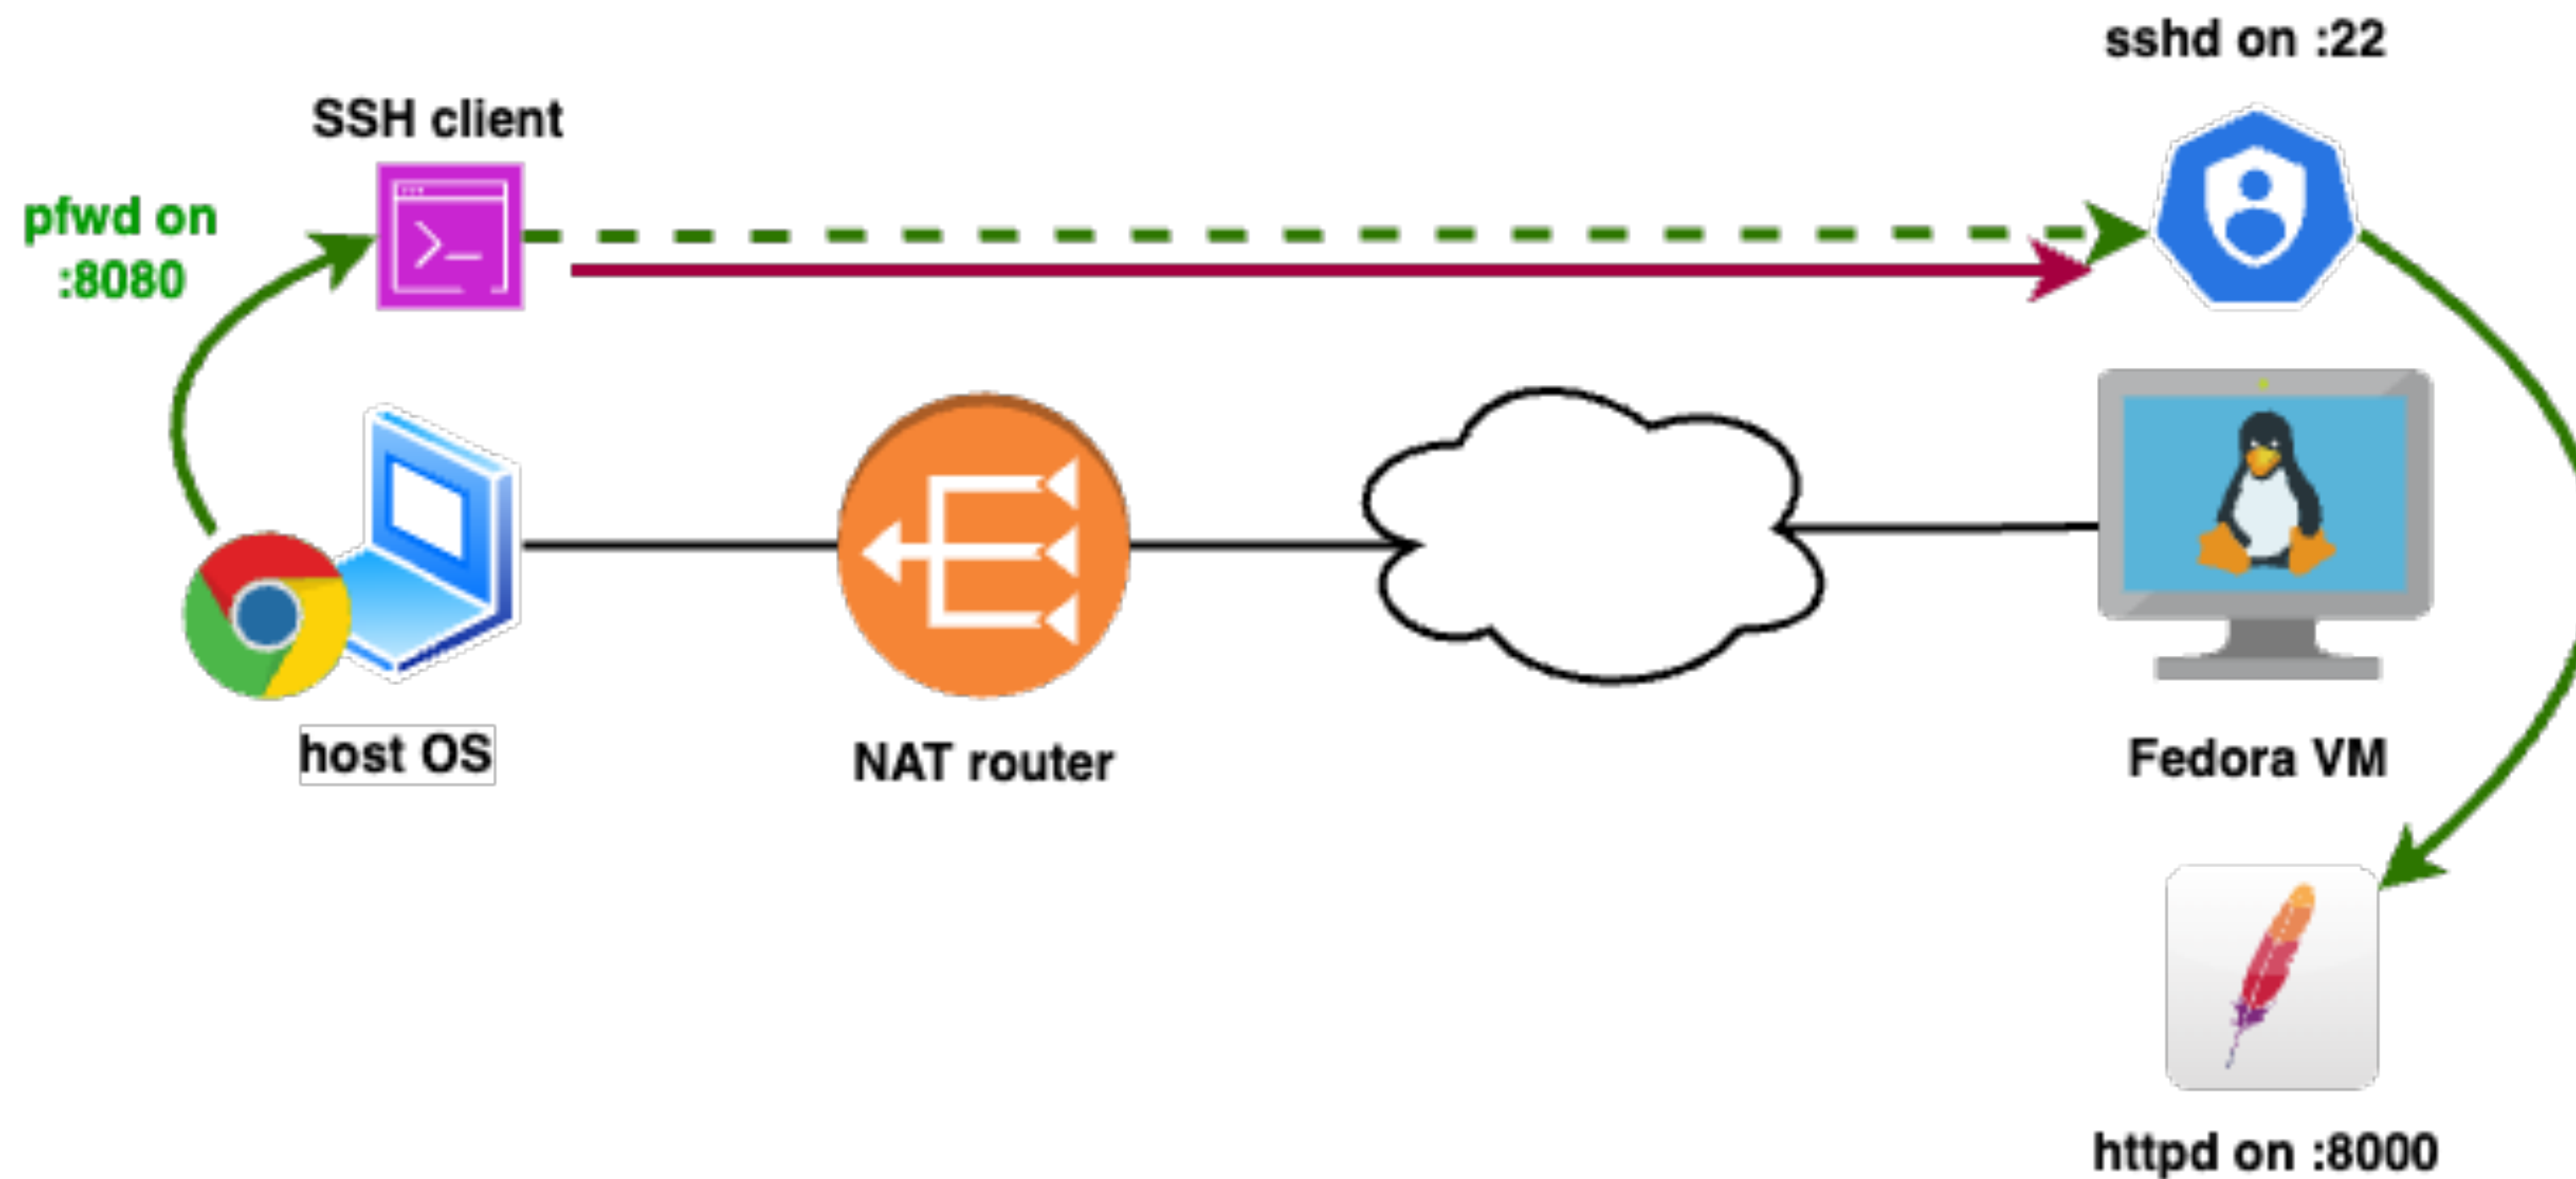 sshd on :22
SSH client
pfwd on
:8080
host OS
NAT router
Fedora VM
httpd on :8000